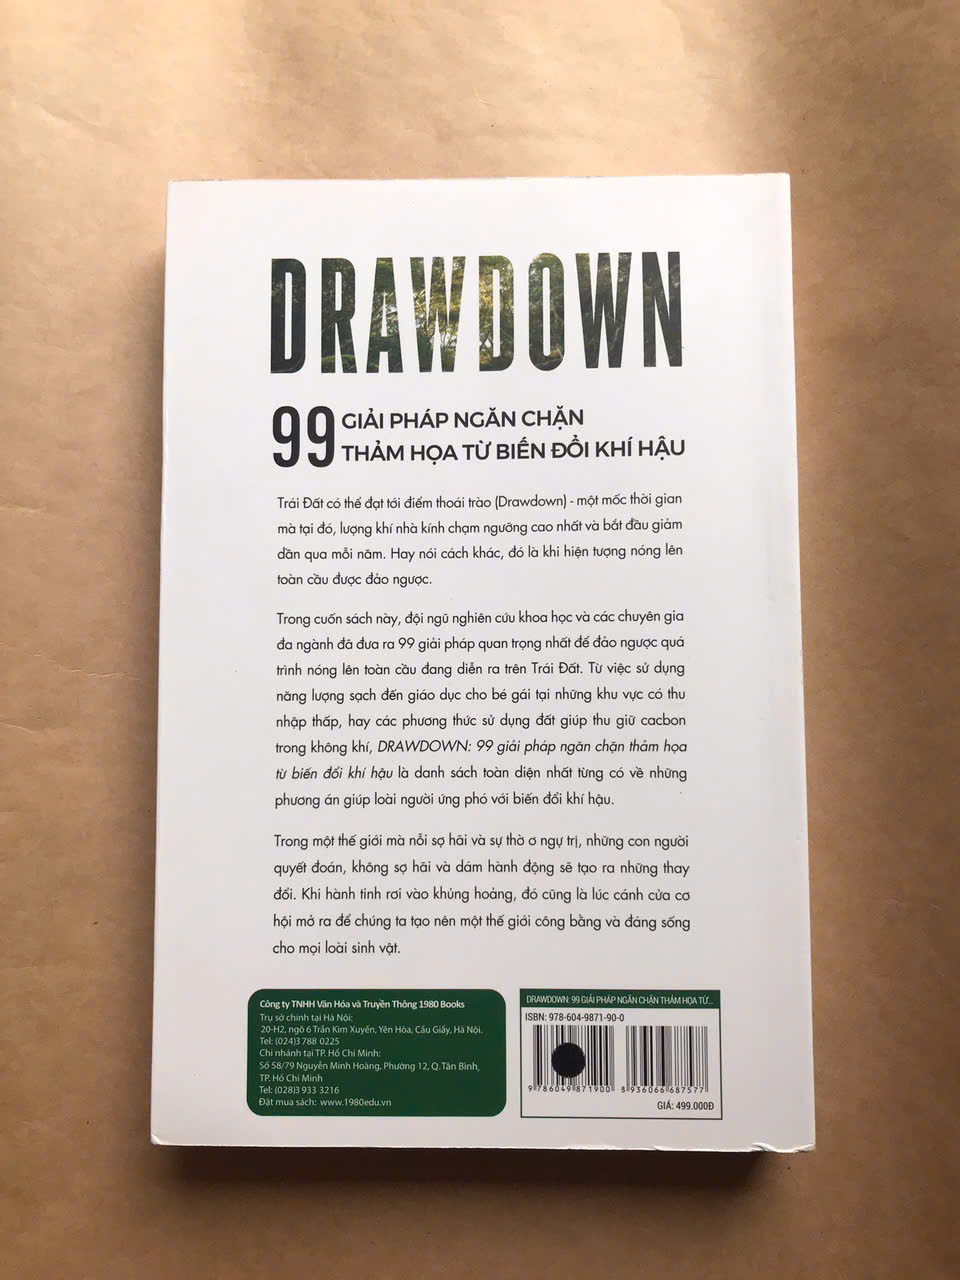 DRAWDOWN
99 GIẢI PHÁP NGĂN CHẶN
THẢM HỌA TỪ BIẾN ĐỔI KHÍ HẬU
Trái Đất có thể đạt tới điểm thoái trào (Drawdown) - một mốc thời gian
mà tại đó, lượng khí nhà kính chạm ngưỡng cao nhất và bắt đầu giảm
dần qua mỗi năm. Hay nói cách khác, đó là khi hiện tượng nóng lên
toàn cầu được đảo ngược.
Trong cuốn sách này, đội ngũ nghiên cứu khoa học và các chuyên gia
đa ngành đã đưa ra 99 giải pháp quan trọng nhất để đảo ngược quá
trình nóng lên toàn cầu đang diễn ra trên Trái Đất. Từ việc sử dụng
năng lượng sạch đến giáo dục cho bé gái tại những khu vực có thu
nhập thấp, hay các phương thức sử dụng đất giúp thu giữ cacbon
trong không khí, DRAWDOWN: 99 giải pháp ngăn chặn thảm họa
từ biến đổi khí hậu là danh sách toàn diện nhất từng có về những
phương án giúp loài người ứng phó với biến đổi khí hậu.
Trong một thế giới mà nỗi sợ hãi và sự thờ ơ ngự trị, những con người
quyết đoán, không sợ hãi và dám hành động sẽ tạo ra những thay
đổi. Khi hành tinh rơi vào khủng hoảng, đó cũng là lúc cánh cửa cơ
hội mở ra để chúng ta tạo nên một thế giới công bằng và đáng sống
cho mọi loài sinh vật.
Công ty TNHH Văn Hóa và Truyền Thông 1980 Books
Trụ sở chính tại Hà Nội:
20-H2, ngõ 6 Trần Kim Xuyến, Yên Hòa, Cầu Giấy, Hà Nội.
Tel: (024)3 788 0225
Chi nhánh tại TP. Hồ Chí Minh:
Số 58/79 Nguyễn Minh Hoàng, Phường 12, Q.Tân Bình,
TP. Hồ Chí Minh
Tel: (028)3 933 3216
Đặt mua sách: www.1980edu.vn
DRAWDOWN: 99 GIẢI PHÁP NGĂN CHẶN THẢM HỌA TỪ...
ISBN: 978-604-9871-90-0
9 786049 871900 8 936066 687577
GIÁ: 499.000Đ